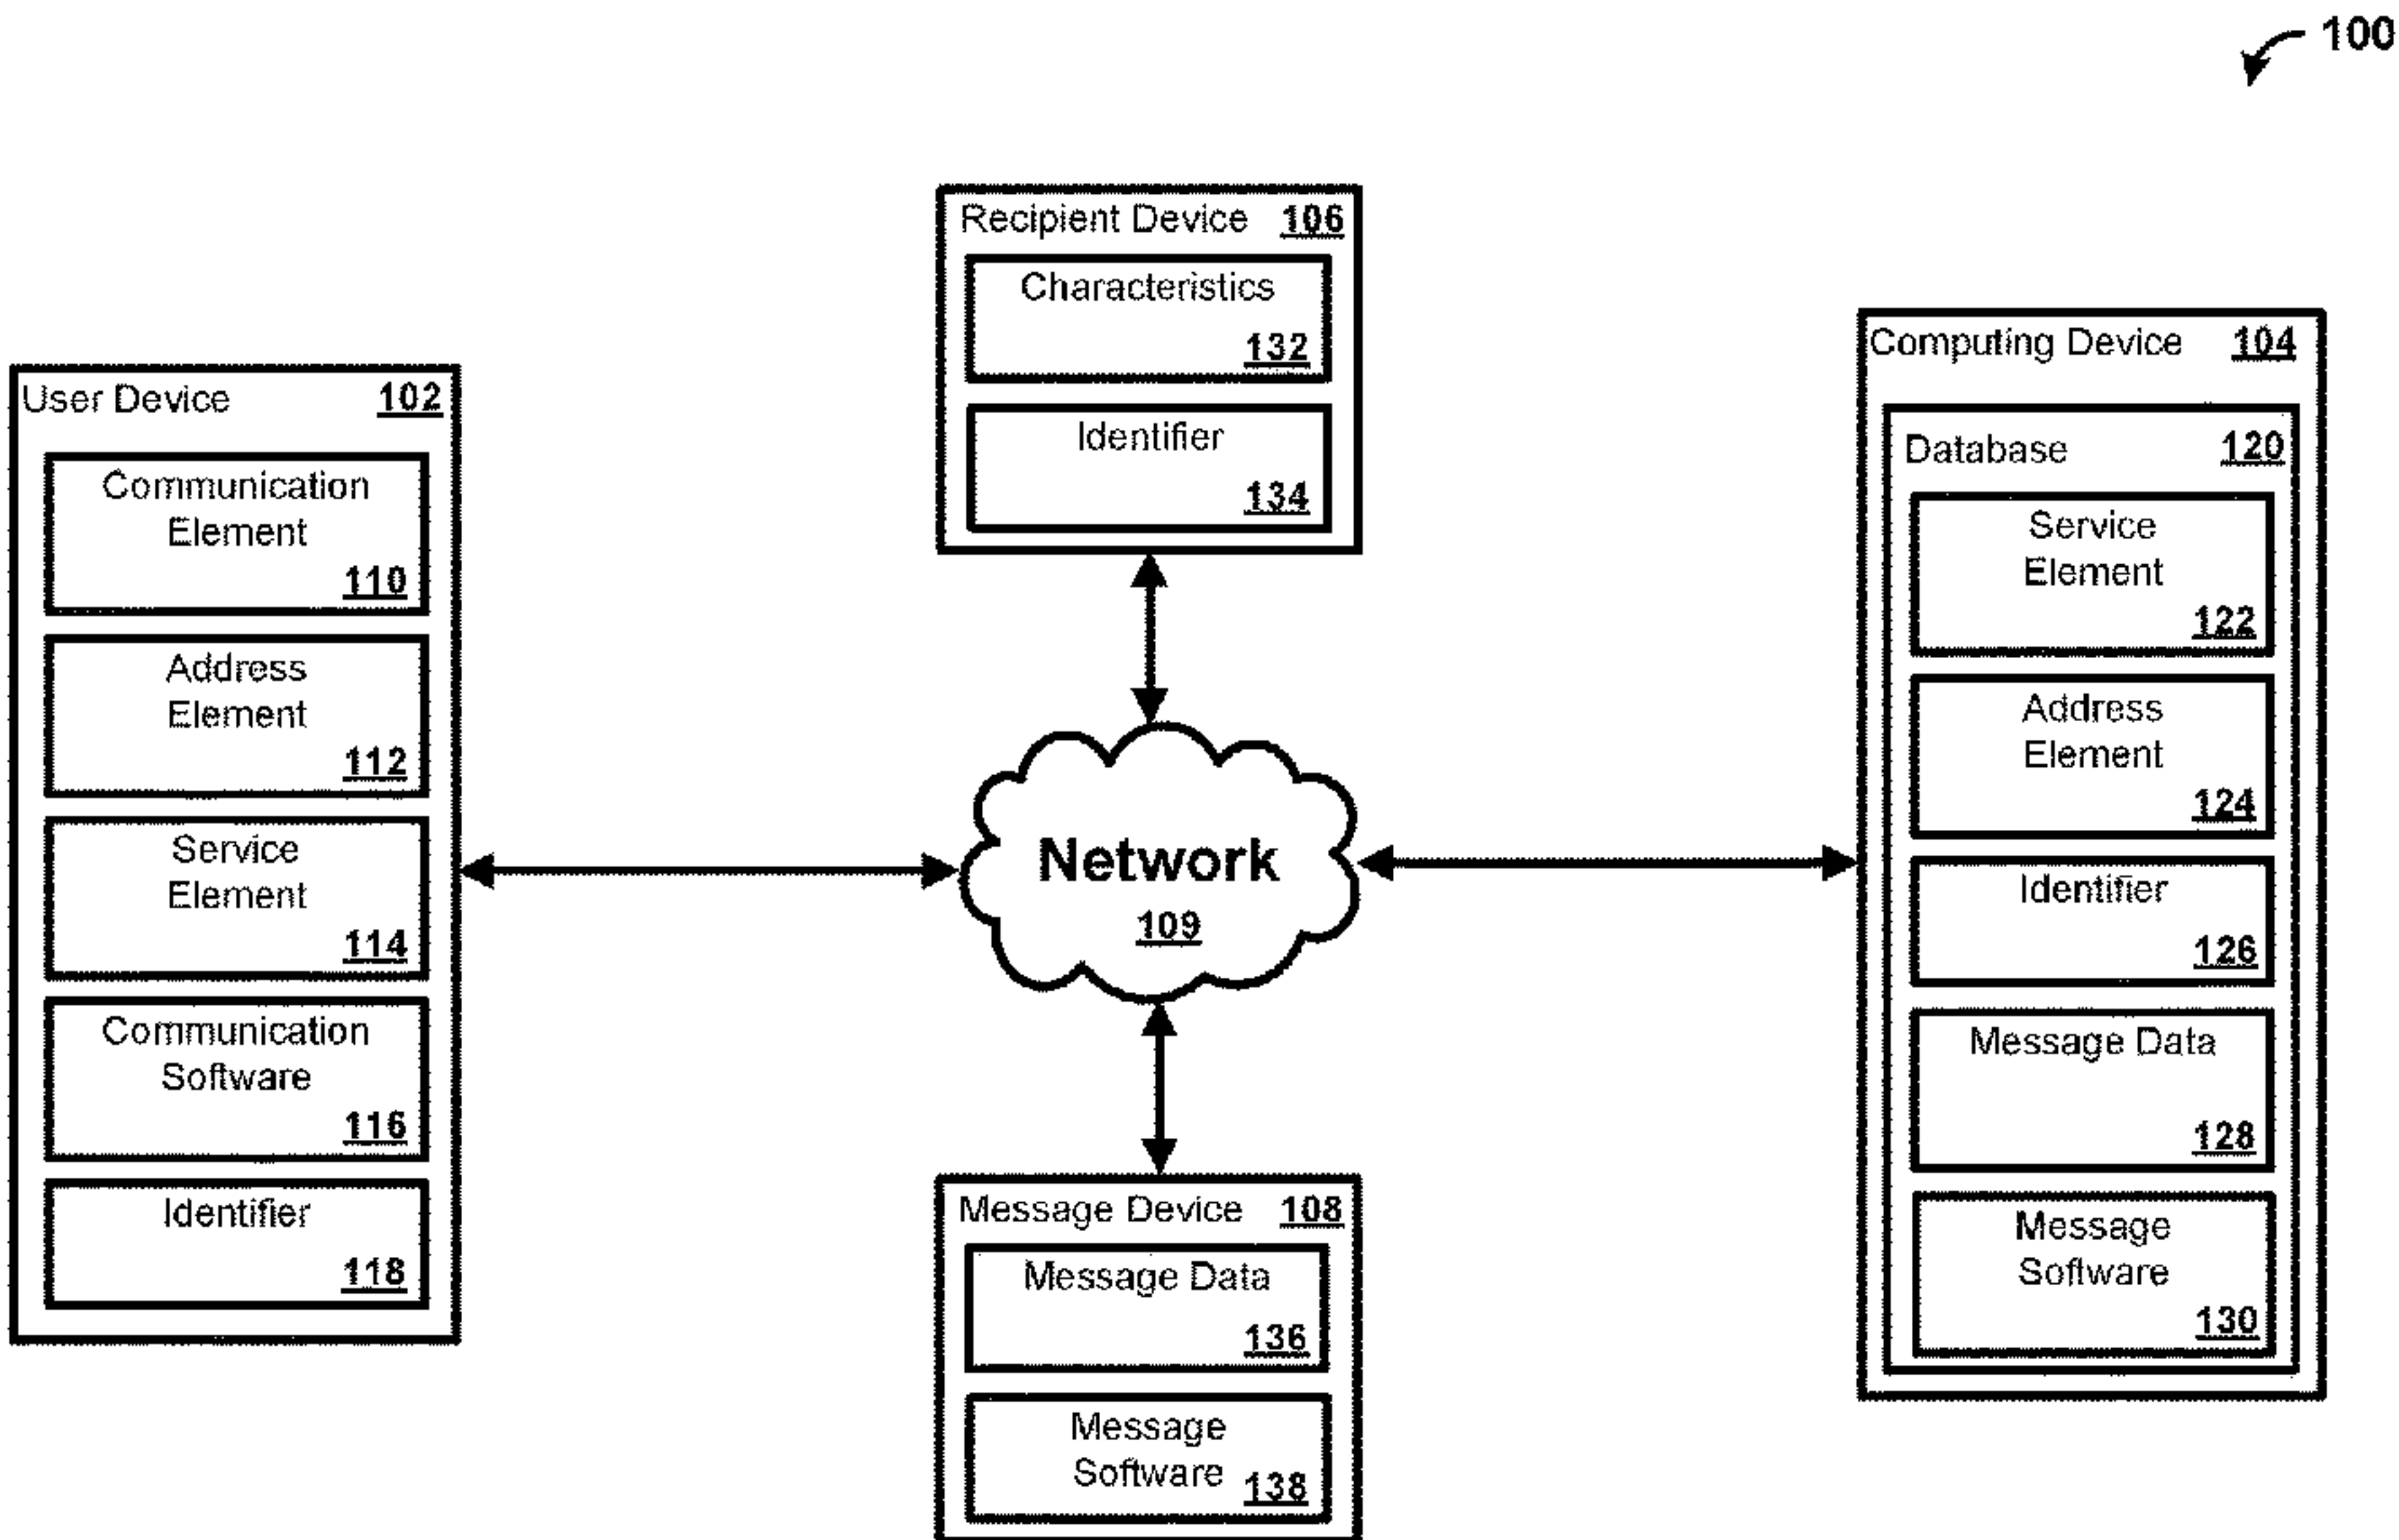 100
Recipient Device 106
Characteristics
132
Identifier
134
User Device 102
Communication
Element
110
Address
Element
112
Service
Element
114
Communication
Software
116
Identifier
118
Network
109
Computing Device 104
Database 120
Service
Element
122
Address
Element
124
Identifier
126
Message Data
128
Message
Software
130
Message Device 108
Message Data
136
Message
Software 138